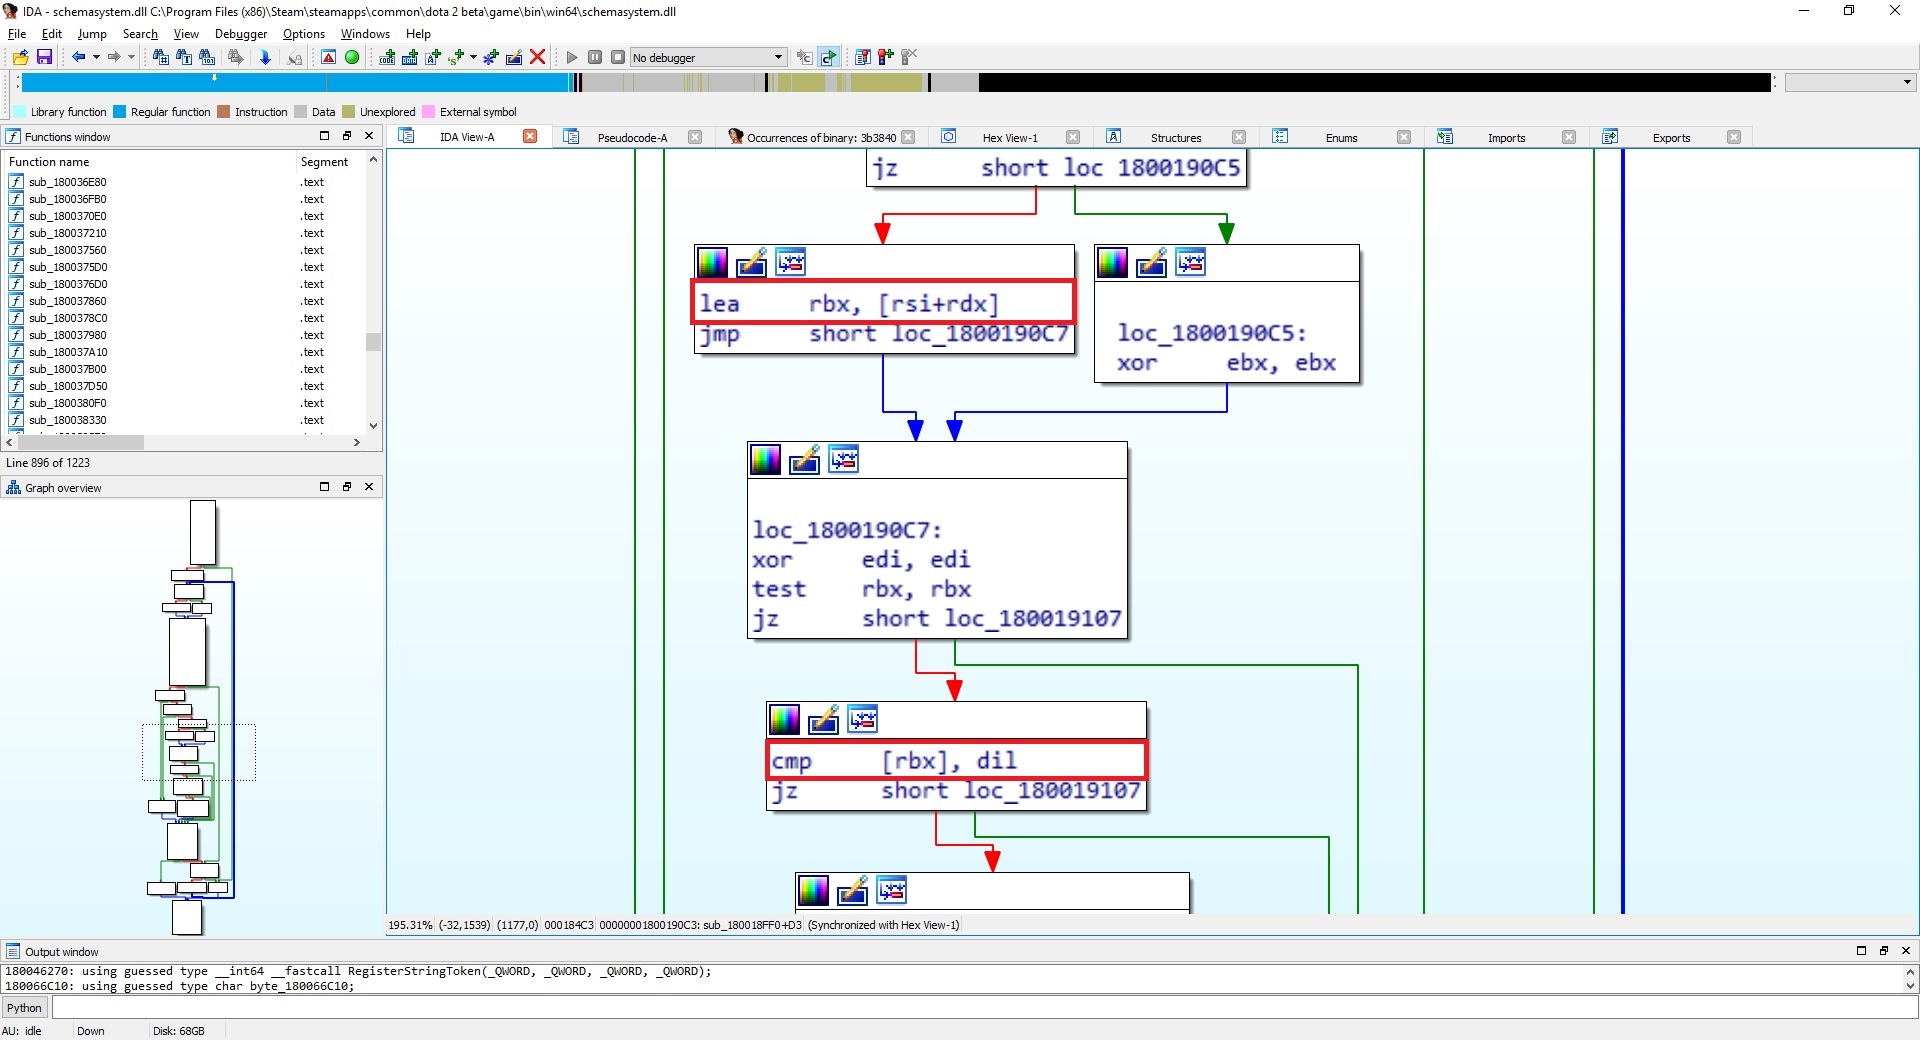 IDA - schemasystem.dll C:\Program Files (x86)\Steam\steamapps\common\dota 2 beta\game\bin\win64\schemasystem.dll
File Edit Jump Search View Debugger Options Windows Help
No debugger
Library function Regular function Instruction Data Unexplored External symbol
Functions window
Function name Segment
sub_180036E80 .text
sub_180036FB0 .text
sub_1800370E0 .text
sub_180037210 .text
sub_180037560 .text
sub_1800375D0 .text
sub_1800376D0 .text
sub_180037860 .text
sub_1800378C0 .text
sub_180037980 .text
sub_180037A10 .text
sub_180037B00 .text
sub_180037D50 .text
sub_1800380F0 .text
sub_180038330 .text
Line 896 of 1223
Graph overview
IDA View-A Pseudocode-A Occurrences of binary: 3b3840 Hex View-1 Structures Enums Imports Exports
jz short loc 1800190C5
lea rbx, [rsi+rdx]
jmp short loc_1800190C7
loc_1800190C5:
xor ebx, ebx
loc_1800190C7:
xor edi, edi
test rbx, rbx
jz short loc_180019107
cmp [rbx], dil
jz short loc_180019107
195.31% (-32,1539) (1177,0) 000184C3 00000001800190C3: sub_180018FF0+D3 (Synchronized with Hex View-1)
Output window
180046270: using guessed type __int64 __fastcall RegisterStringToken(_QWORD, _QWORD, _QWORD, _QWORD);
180066C10: using guessed type char byte_180066C10;
Python
AU: idle Down Disk: 68GB